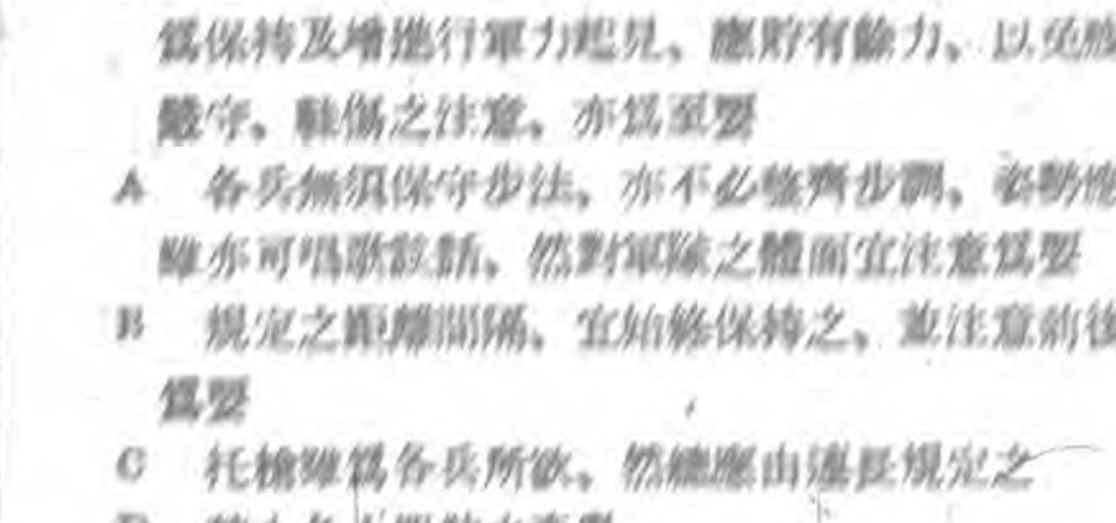 爲保持及增進行軍力起見、應貯有餘力、以免
嚴守、鞋傷之注意、亦爲至要
A 各兵無須保守步法、亦不必整齊步調、姿勢
雖亦可唱歌談話、然對軍隊之體面宜注意爲要
B 規定之距離間隔、宜始終保持之、並注意前後
爲要
C 托槍雖爲各兵所欲、然總應由連長規定之